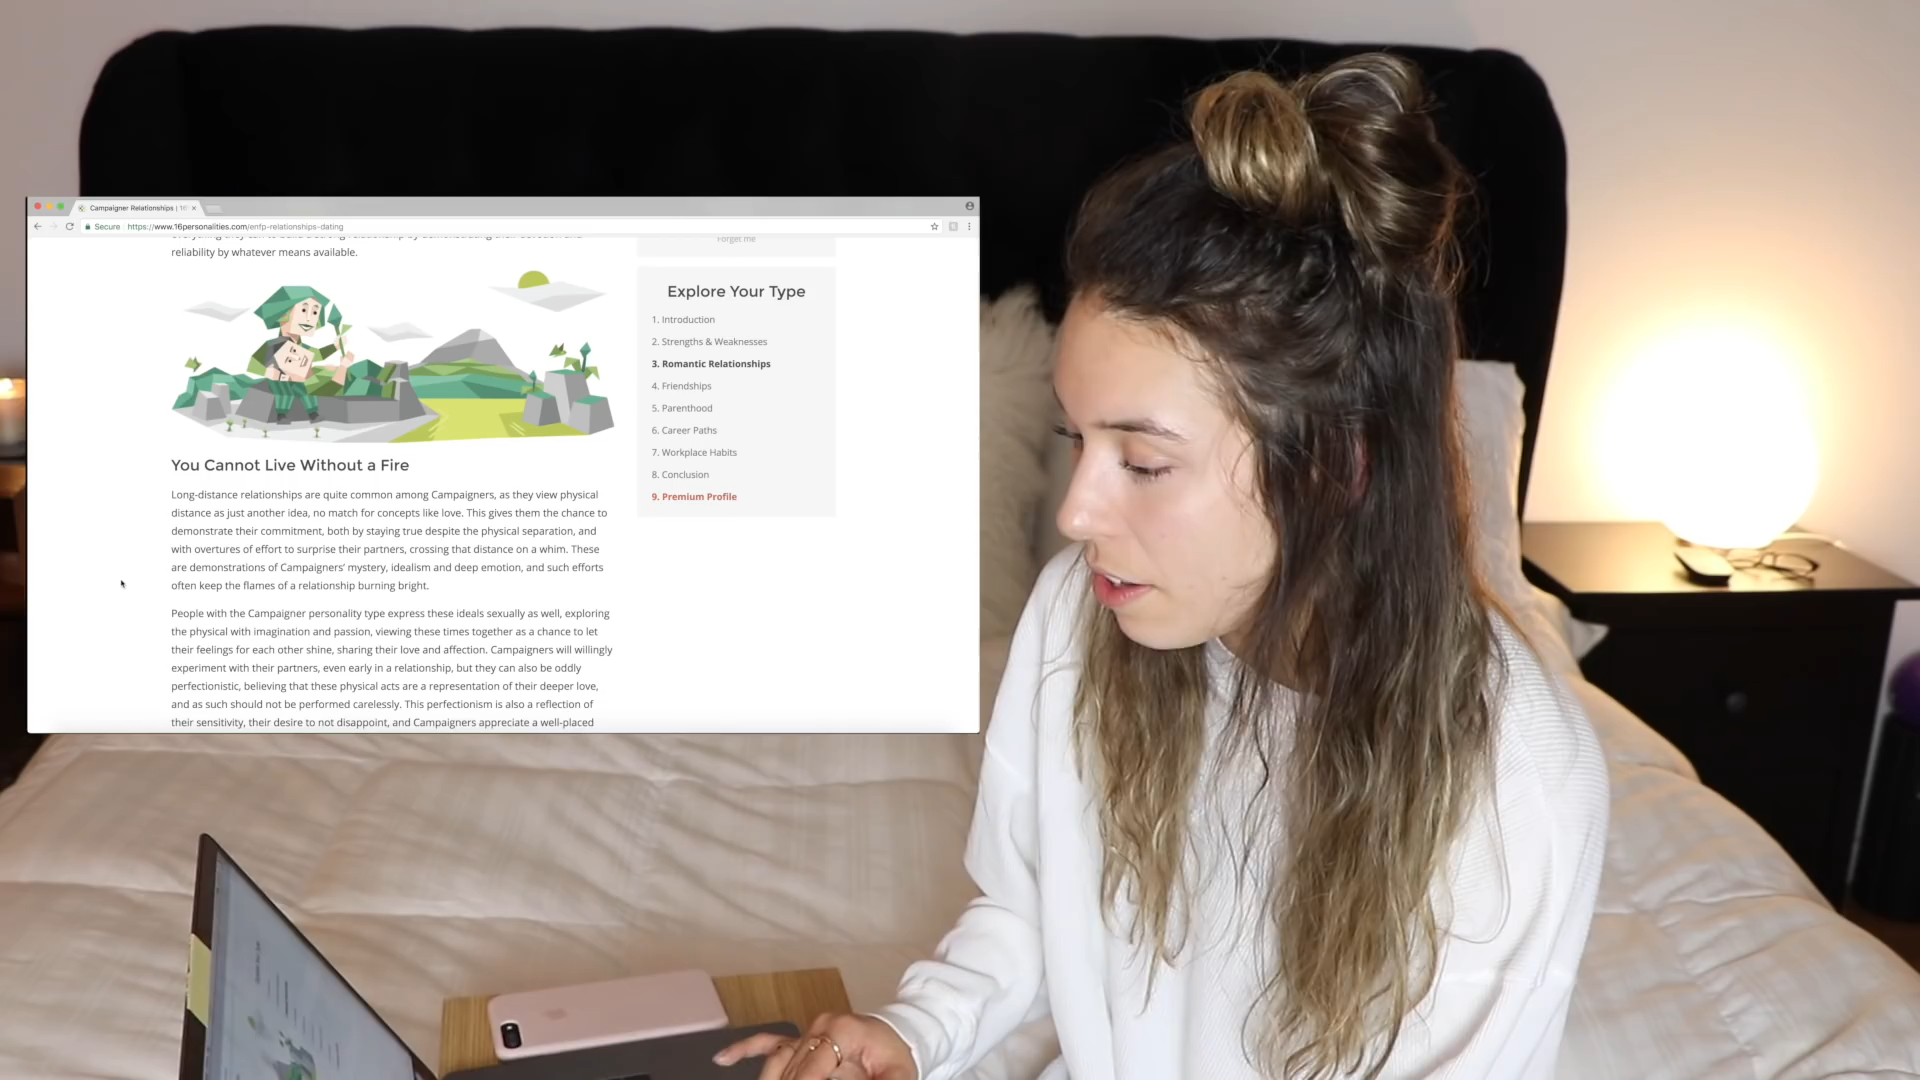 Campaigner Relationships | 16
Secure https://www.16personalities.com/enfp-relationships-dating
reliability by whatever means available.
You Cannot Live Without a Fire
Long-distance relationships are quite common among Campaigners, as they view physical
distance as just another idea, no match for concepts like love. This gives them the chance to
demonstrate their commitment, both by staying true despite the physical separation, and
with overtures of effort to surprise their partners, crossing that distance on a whim. These
are demonstrations of Campaigners' mystery, idealism and deep emotion, and such efforts
often keep the flames of a relationship burning bright.
People with the Campaigner personality type express these ideals sexually as well, exploring
the physical with imagination and passion, viewing these times together as a chance to let
their feelings for each other shine, sharing their love and affection. Campaigners will willingly
experiment with their partners, even early in a relationship, but they can also be oddly
perfectionistic, believing that these physical acts are a representation of their deeper love,
and as such should not be performed carelessly. This perfectionism is also a reflection of
their sensitivity, their desire to not disappoint, and Campaigners appreciate a well-placed
Forget me
Explore Your Type
1. Introduction
2. Strengths & Weaknesses
3. Romantic Relationships
4. Friendships
5. Parenthood
6. Career Paths
7. Workplace Habits
8. Conclusion
9. Premium Profile